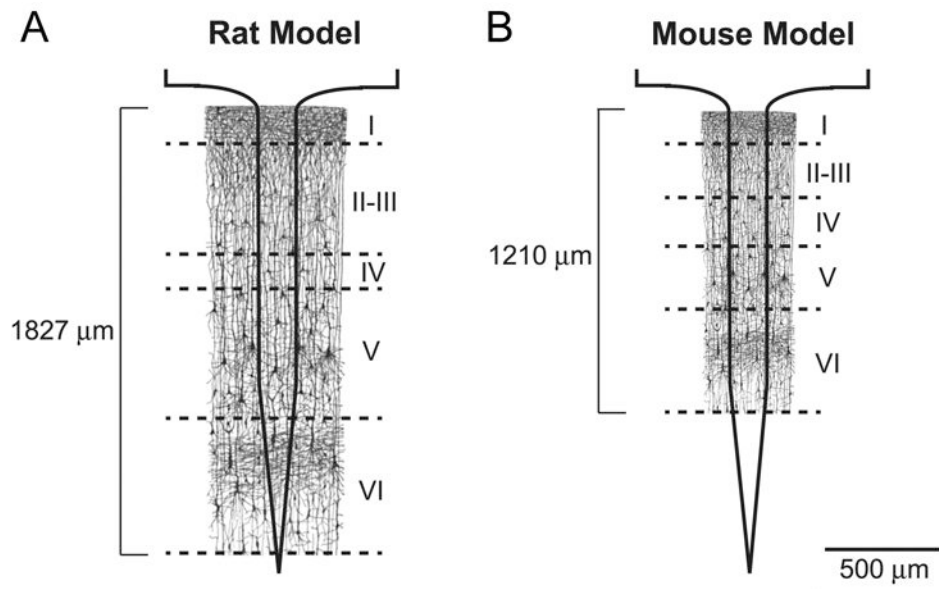 A
Rat Model
I
II-III
IV
V
VI
1827 μm
B
Mouse Model
I
II-III
IV
V
VI
1210 μm
500 μm